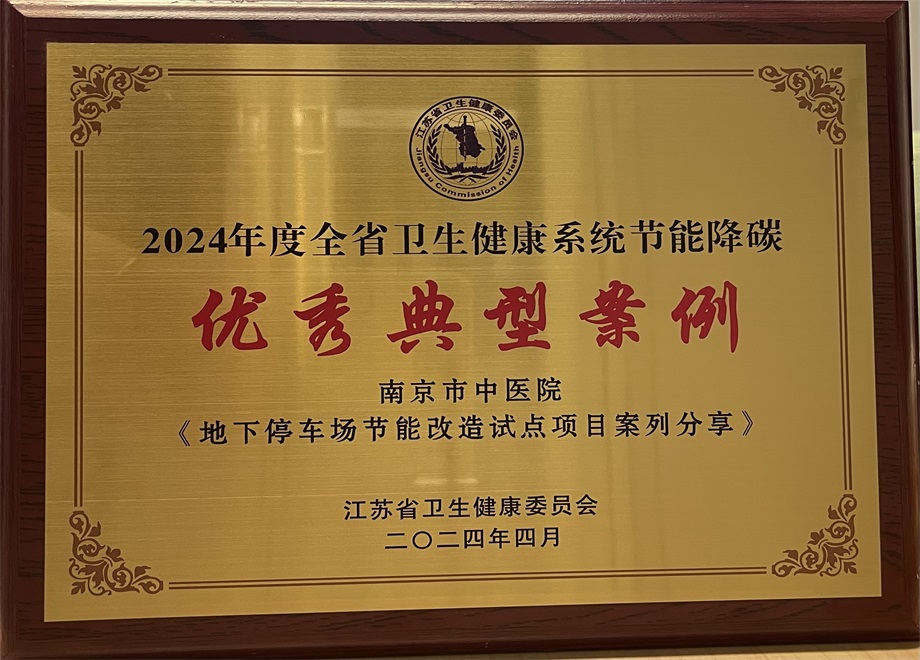 江苏省卫生健康委员会
Jiangsu Commission of Health
2024年度全省卫生健康系统节能降碳
优秀典型案例
南京市中医院
《地下停车场节能改造试点项目案列分享》
江苏省卫生健康委员会
二〇二四年四月